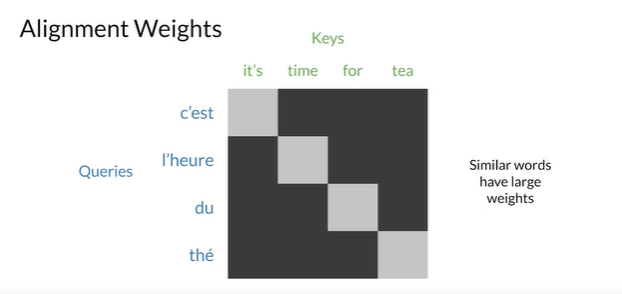 Alignment Weights
Keys
it's time for tea
c'est
l'heure
Queries
du
thé
Similar words
have large
weights